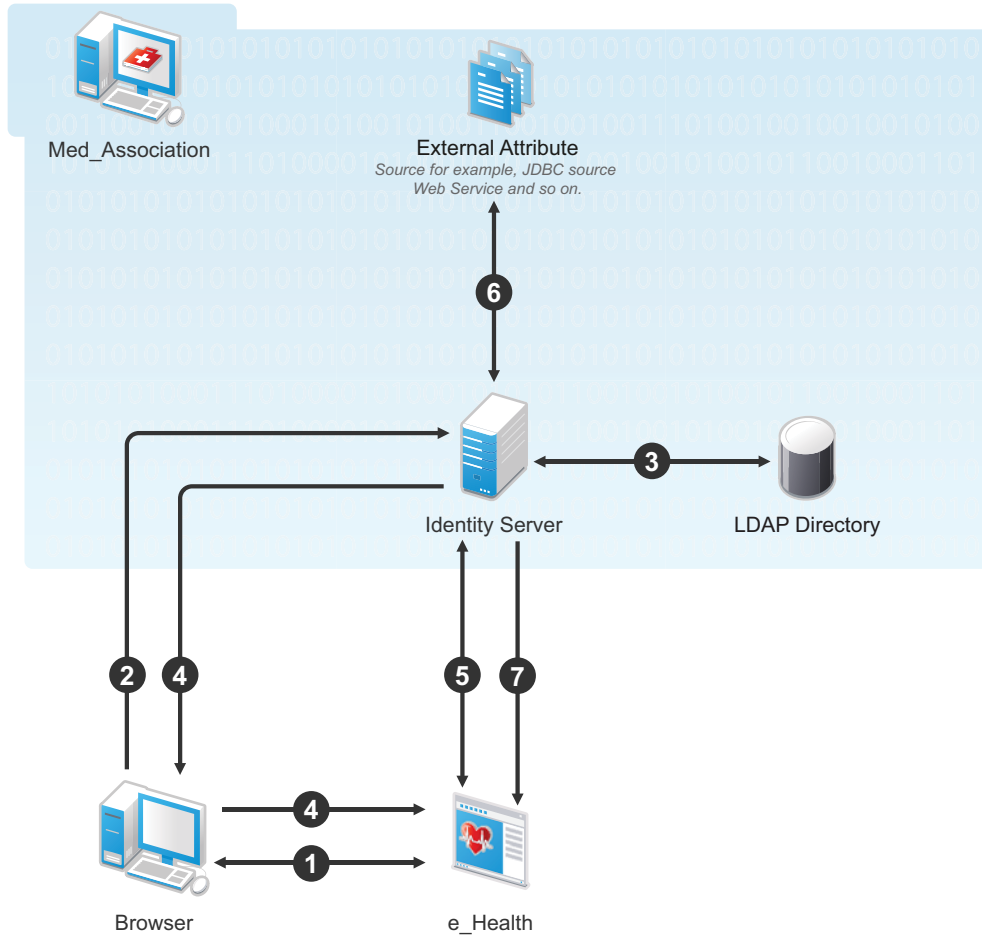 Med_Association
External Attribute
Source for example, JDBC source
Web Service and so on.
6
3
Identity Server
LDAP Directory
2
4
5
7
4
1
Browser
e_Health